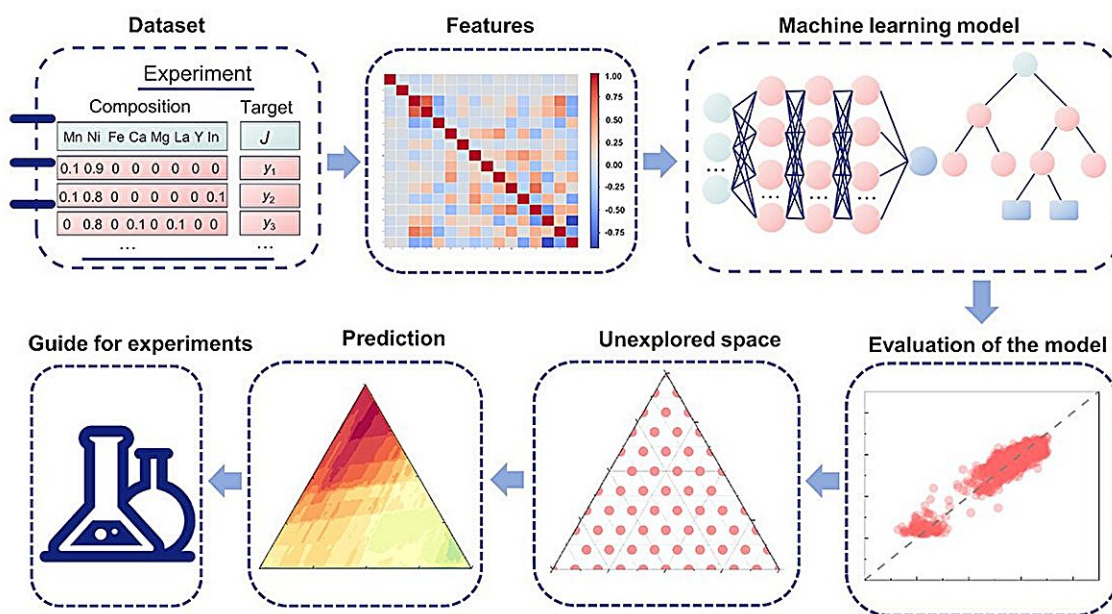 Dataset
Experiment
Composition Target
Mn Ni Fe Ca Mg La Y In J
0.1 0.9 0 0 0 0 0 0 y₁
0.1 0.8 0 0 0 0 0 0.1 y₂
0 0.8 0 0.1 0 0.1 0 0 y₃
... ...
Features
1.00
0.75
0.50
0.25
0.00
-0.25
-0.50
-0.75
Machine learning model
... ... ... ...
Guide for experiments
Prediction
Unexplored space
Evaluation of the model